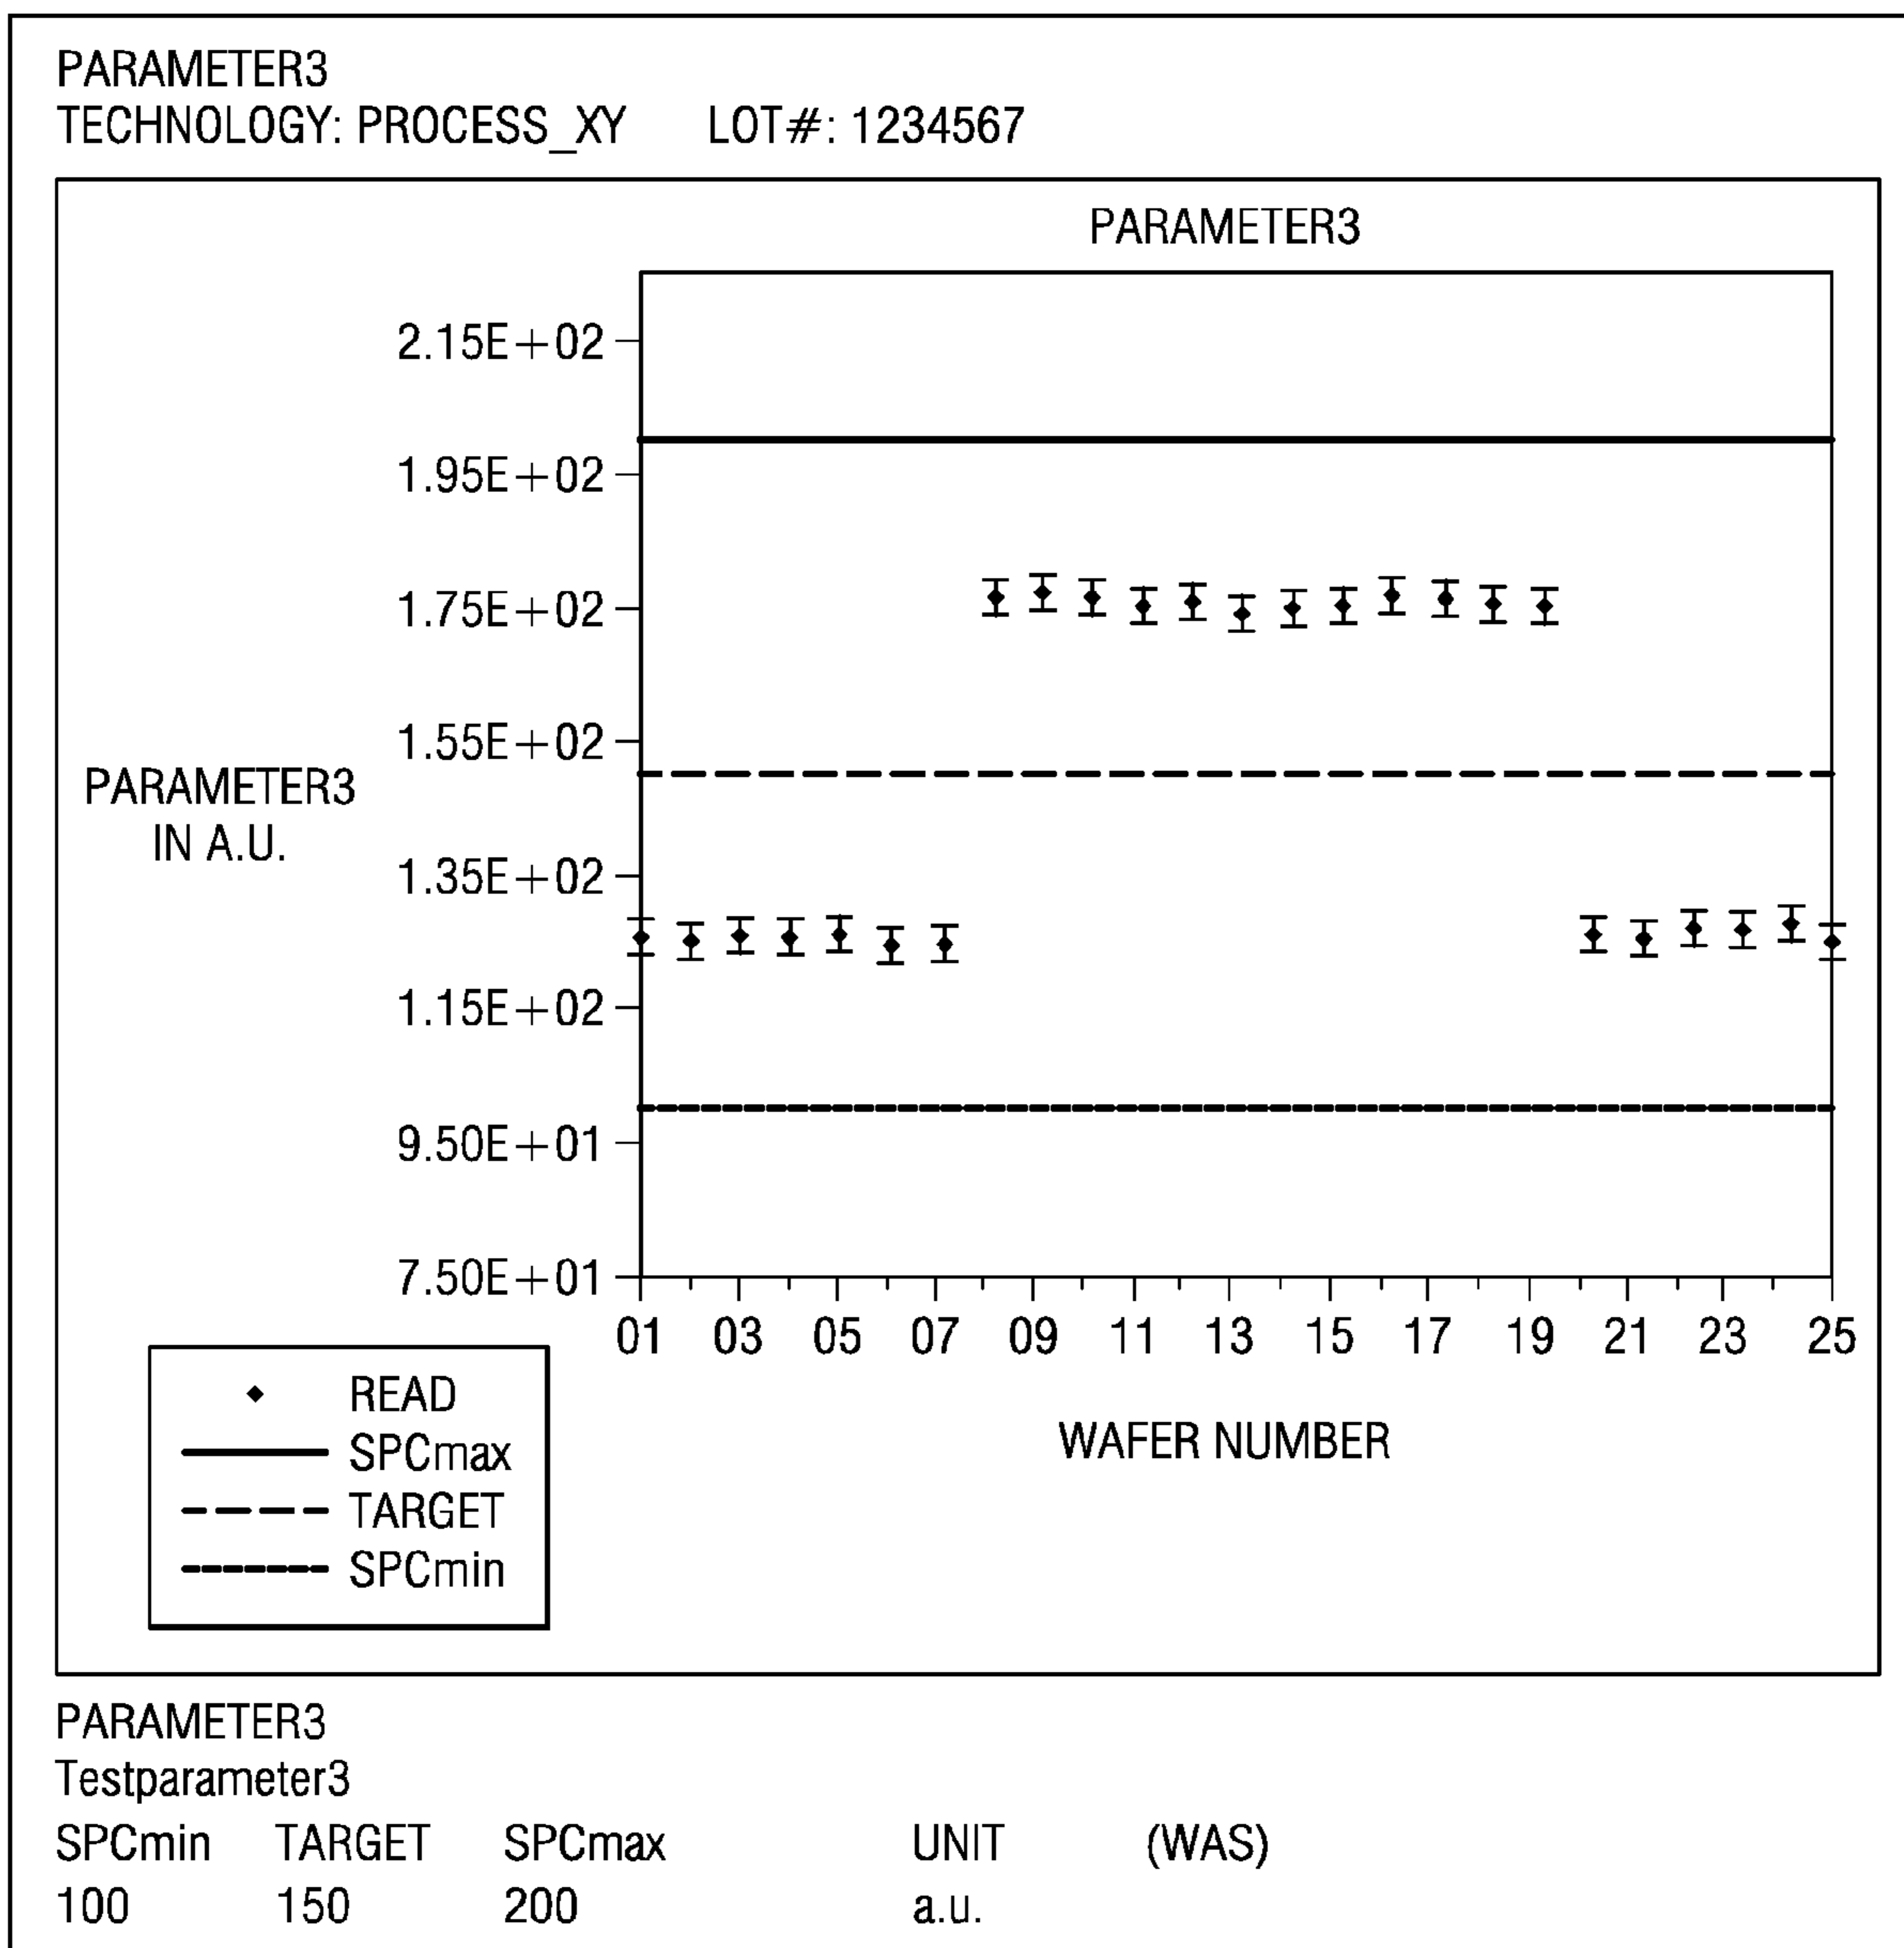 PARAMETER3
TECHNOLOGY: PROCESS_XY LOT#: 1234567
PARAMETER3
2.15E+02
1.95E+02
1.75E+02
1.55E+02
PARAMETER3
IN A.U.
1.35E+02
1.15E+02
9.50E+01
7.50E+01
01 03 05 07 09 11 13 15 17 19 21 23 25
WAFER NUMBER
READ
SPCmax
TARGET
SPCmin
PARAMETER3
Testparameter3
SPCmin TARGET SPCmax UNIT (WAS)
100 150 200 a.u.